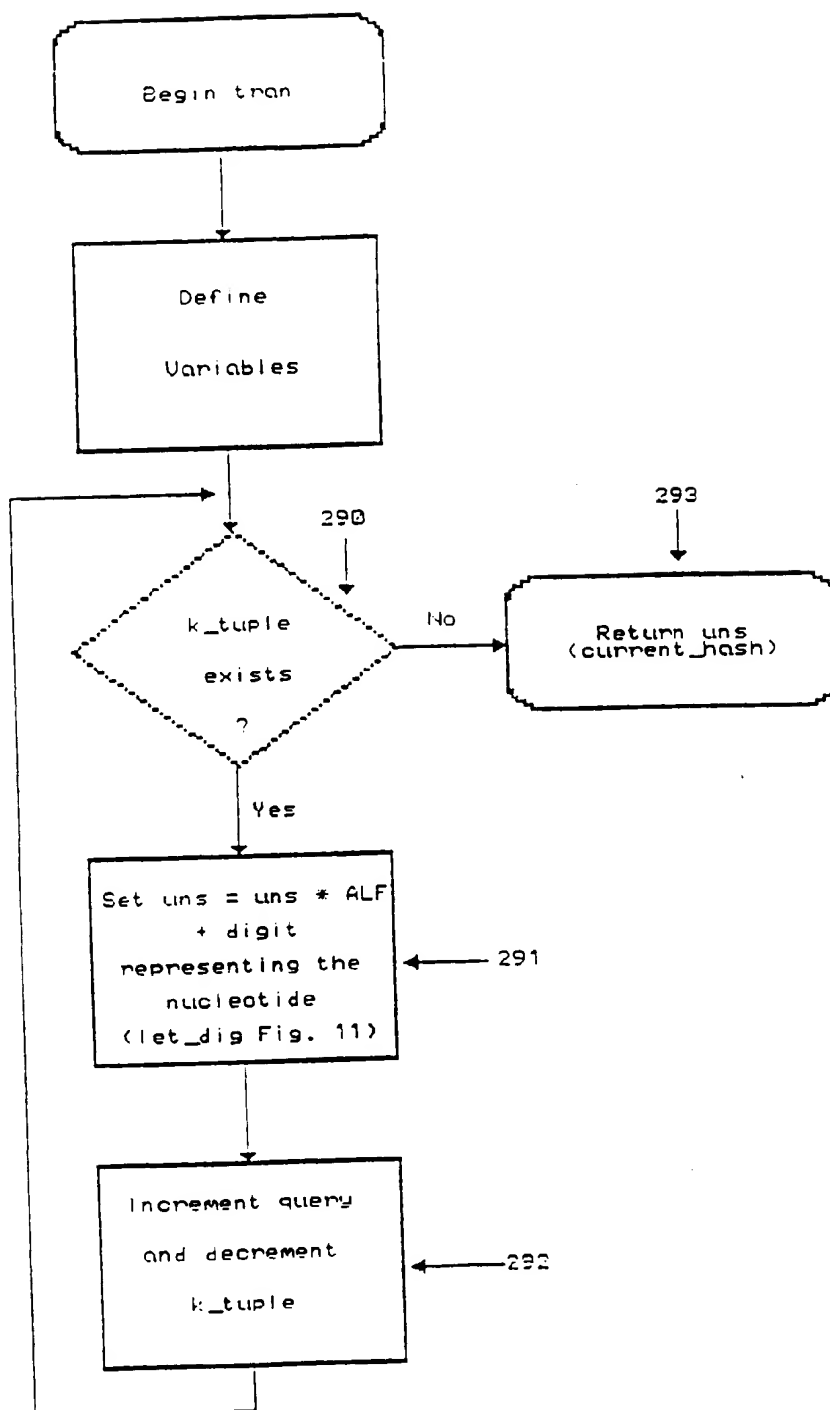 Begin tran
Define
Variables
290
293
k_tuple
exists
?
No
Return uns
(current_hash)
Yes
Set uns = uns * ALF
+ digit
representing the
nucleotide
(let_dig Fig. 11)
291
Increment query
and decrement
k_tuple
292